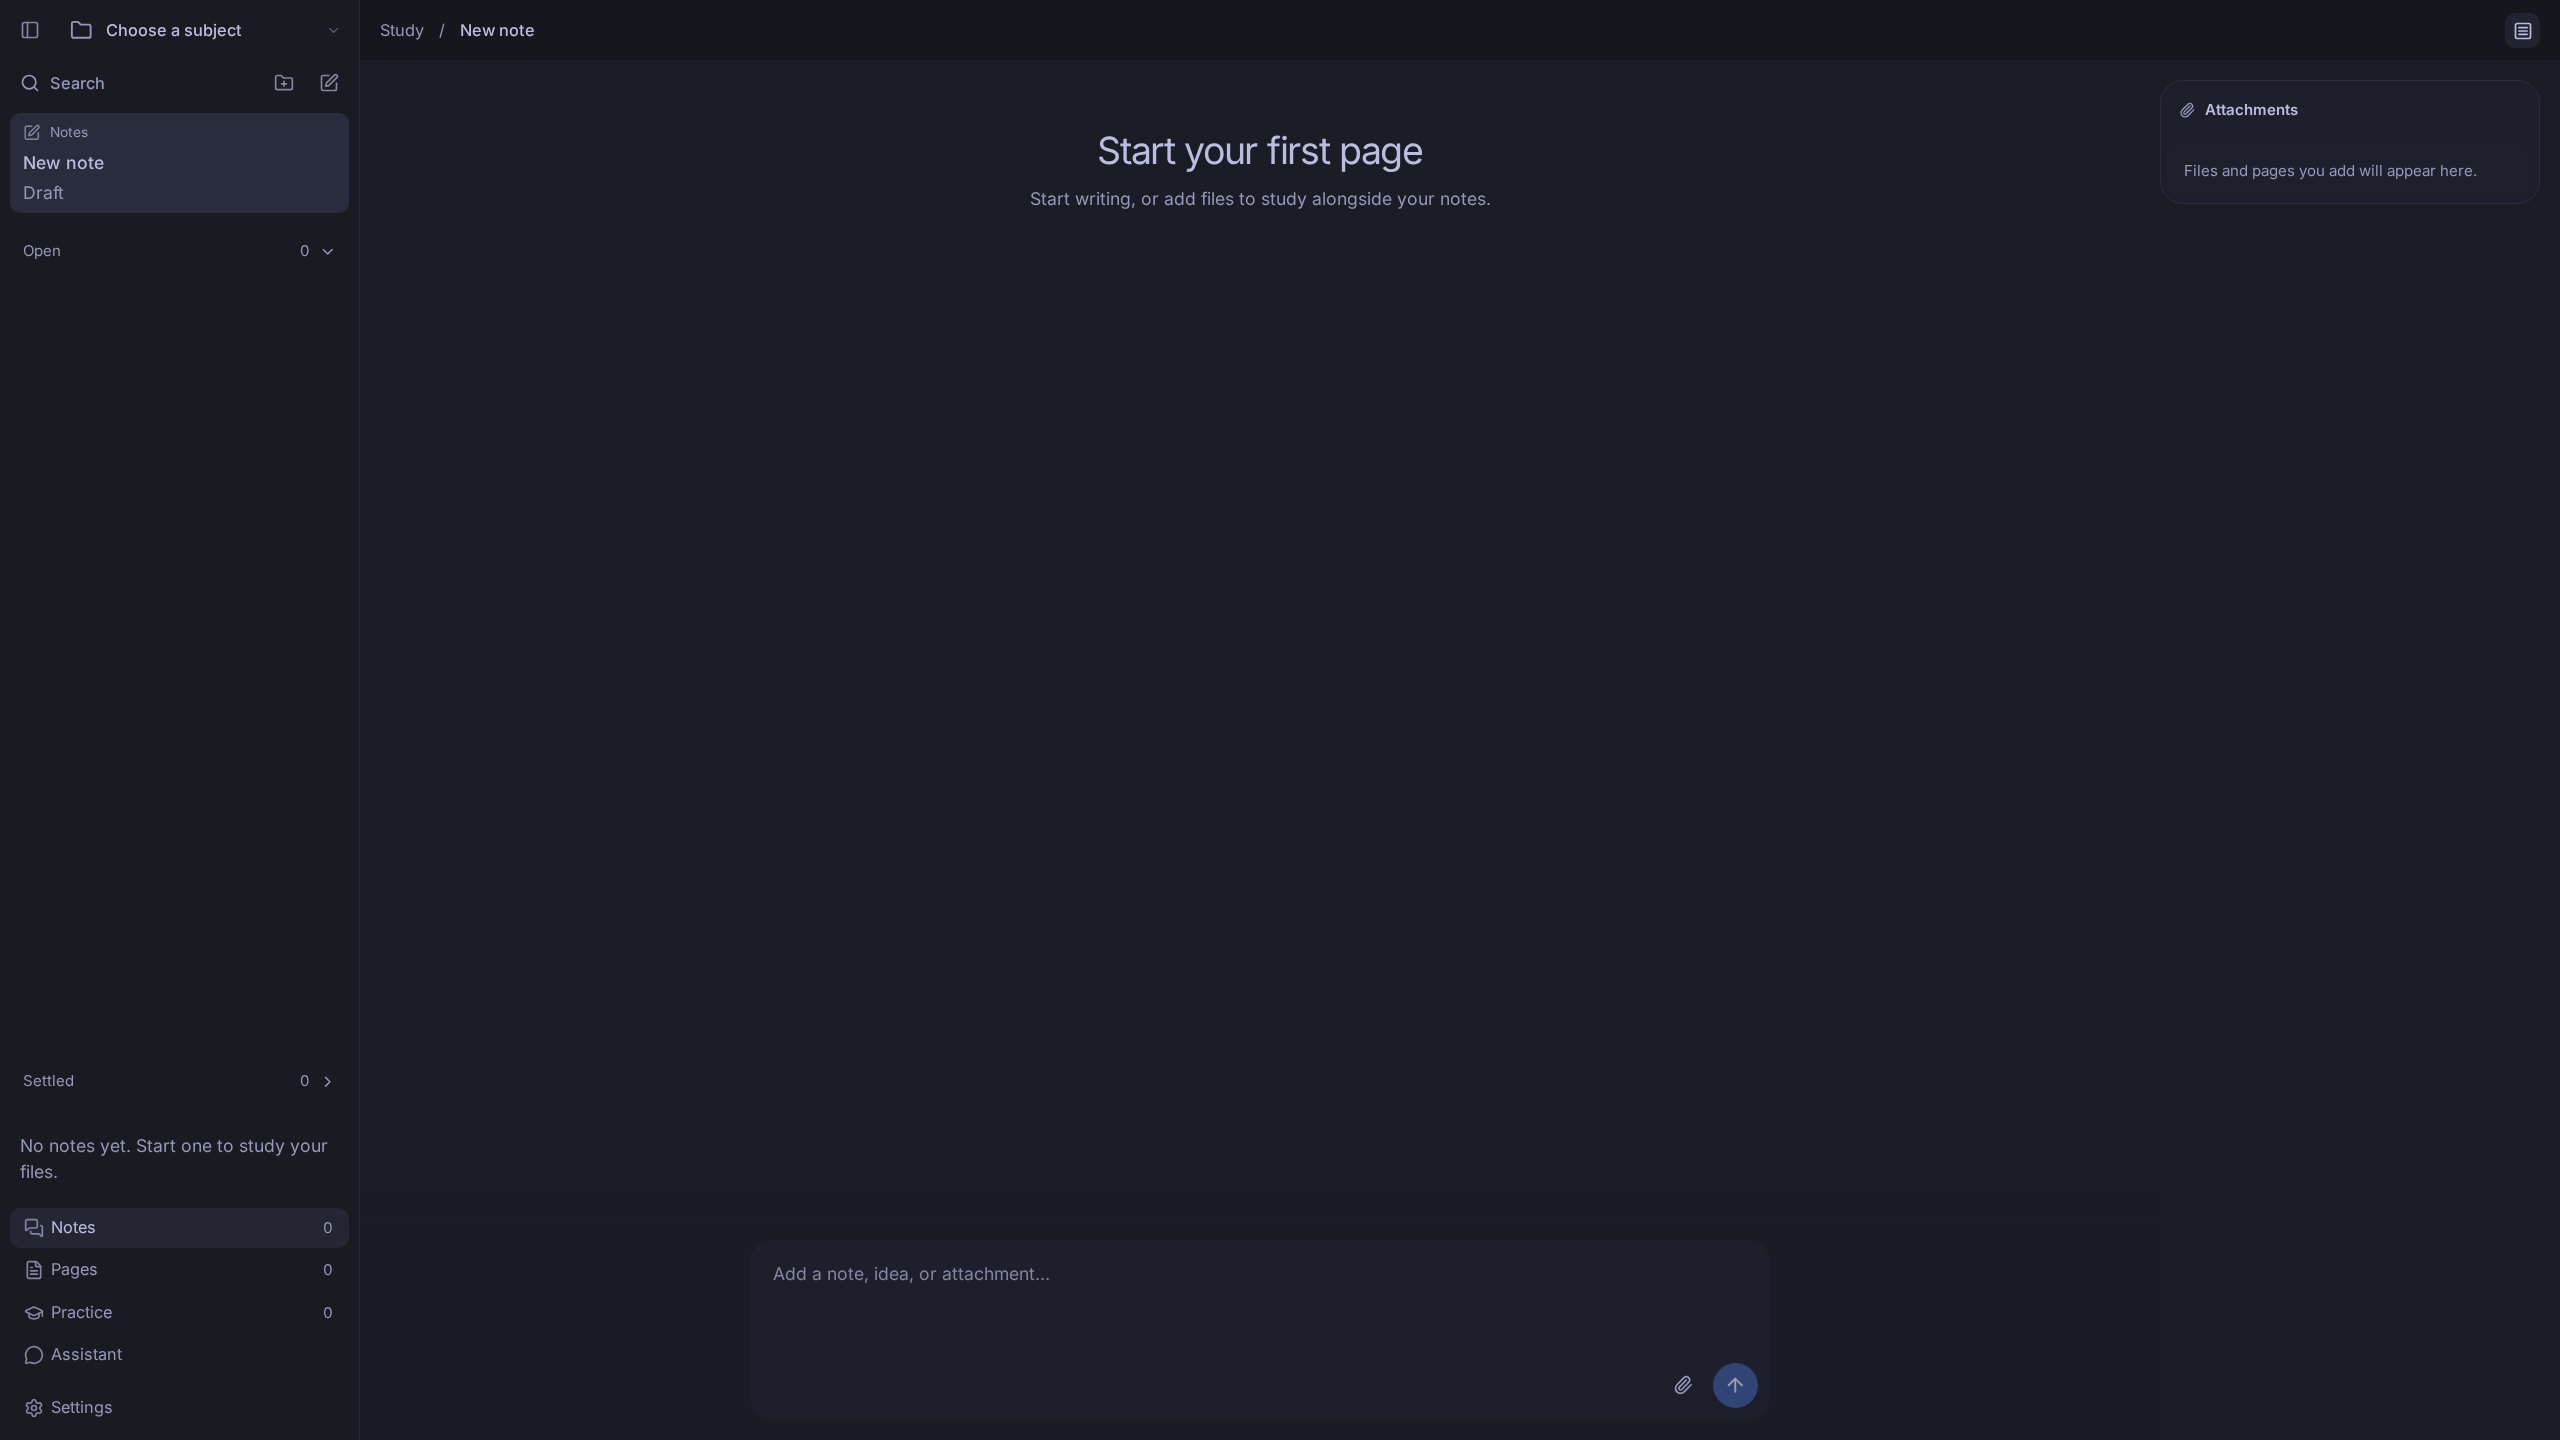 Choose a subject
Search
Notes
New note
Draft
Open 0
Settled 0
No notes yet. Start one to study your
files.
Notes 0
Pages 0
Practice 0
Assistant
Settings
Study / New note
Start your first page
Start writing, or add files to study alongside your notes.
Attachments
Files and pages you add will appear here.
Add a note, idea, or attachment...